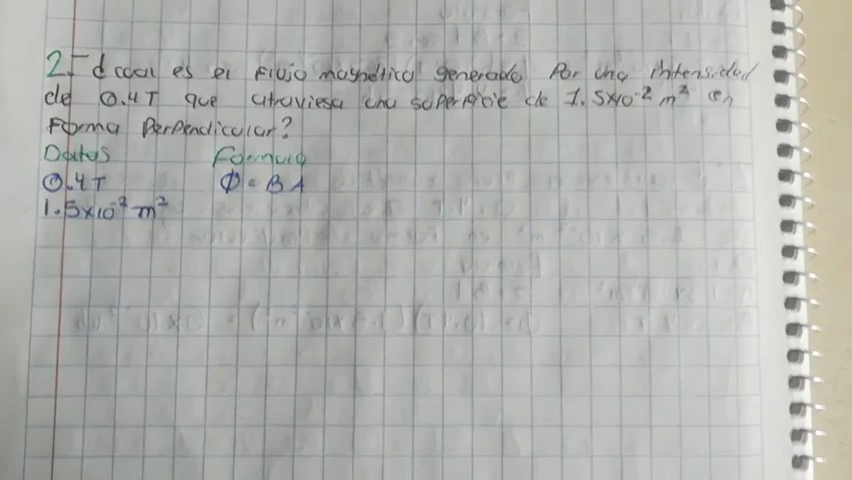 2.- ¿cual es el flujo magnético generado Por una intensidad
de 0.4T que atraviesa una superficie de 1.5x10⁻² m² en
Forma Perpendicular?
Datos Formula
0.4T Φ = BA
1.5x10⁻² m²